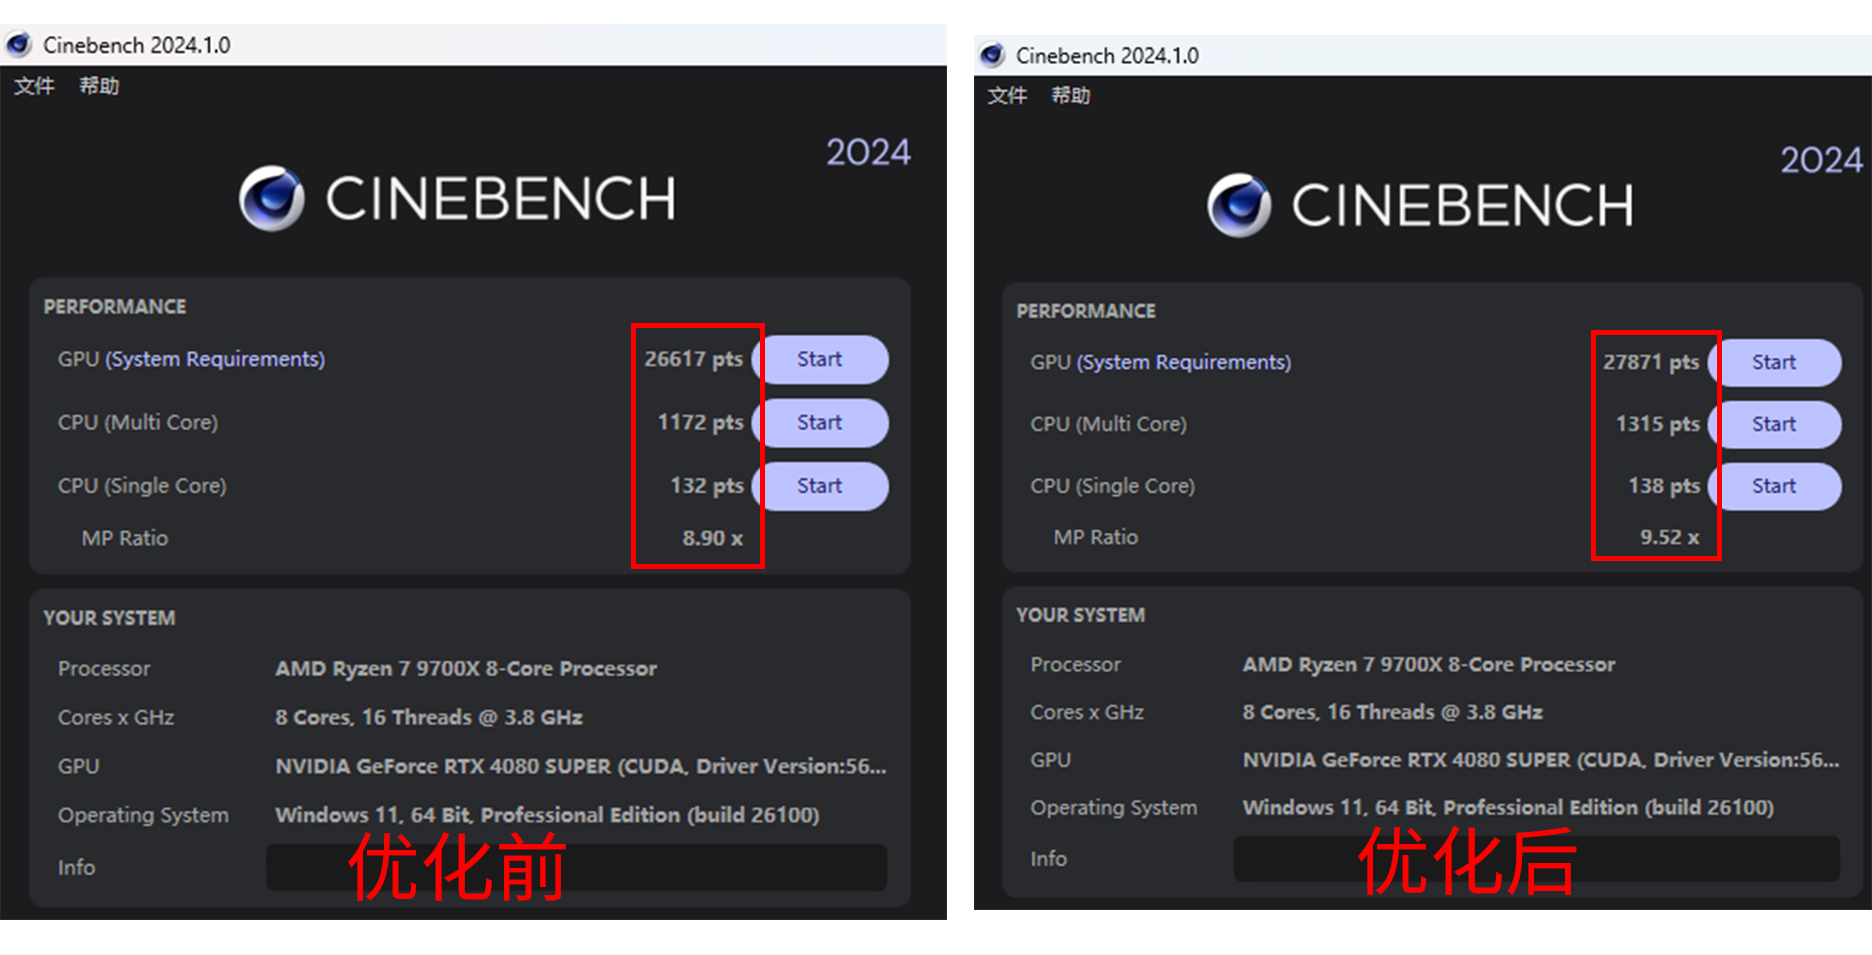 Cinebench 2024.1.0
文件 帮助
2024
CINEBENCH
PERFORMANCE
GPU (System Requirements) 26617 pts Start
CPU (Multi Core) 1172 pts Start
CPU (Single Core) 132 pts Start
MP Ratio 8.90 x
YOUR SYSTEM
Processor AMD Ryzen 7 9700X 8-Core Processor
Cores x GHz 8 Cores, 16 Threads @ 3.8 GHz
GPU NVIDIA GeForce RTX 4080 SUPER (CUDA, Driver Version:56...
Operating System Windows 11, 64 Bit, Professional Edition (build 26100)
Info
优化前
Cinebench 2024.1.0
文件 帮助
2024
CINEBENCH
PERFORMANCE
GPU (System Requirements) 27871 pts Start
CPU (Multi Core) 1315 pts Start
CPU (Single Core) 138 pts Start
MP Ratio 9.52 x
YOUR SYSTEM
Processor AMD Ryzen 7 9700X 8-Core Processor
Cores x GHz 8 Cores, 16 Threads @ 3.8 GHz
GPU NVIDIA GeForce RTX 4080 SUPER (CUDA, Driver Version:56...
Operating System Windows 11, 64 Bit, Professional Edition (build 26100)
Info
优化后